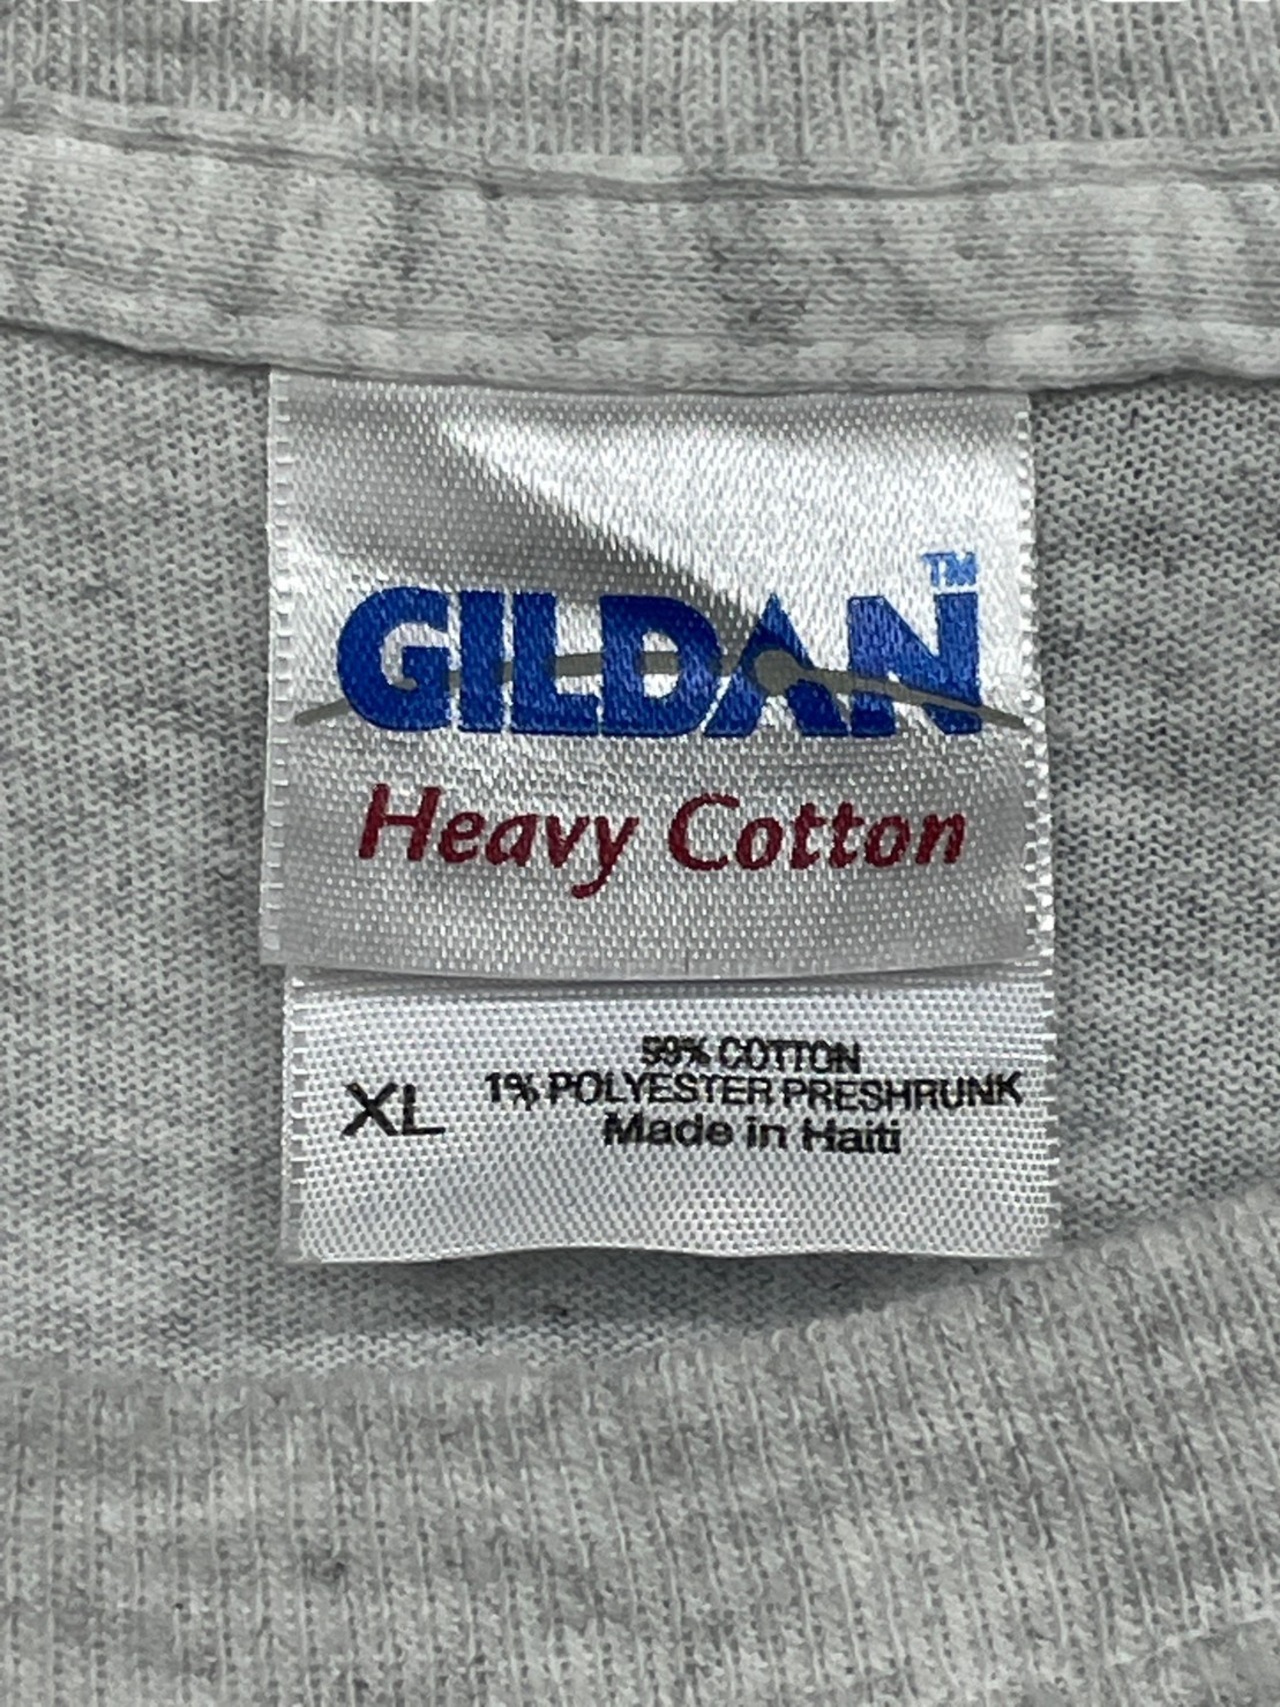 GILDAN™
Heavy Cotton
XL
99% COTTON
1% POLYESTER PRESHRUNK
Made in Haiti